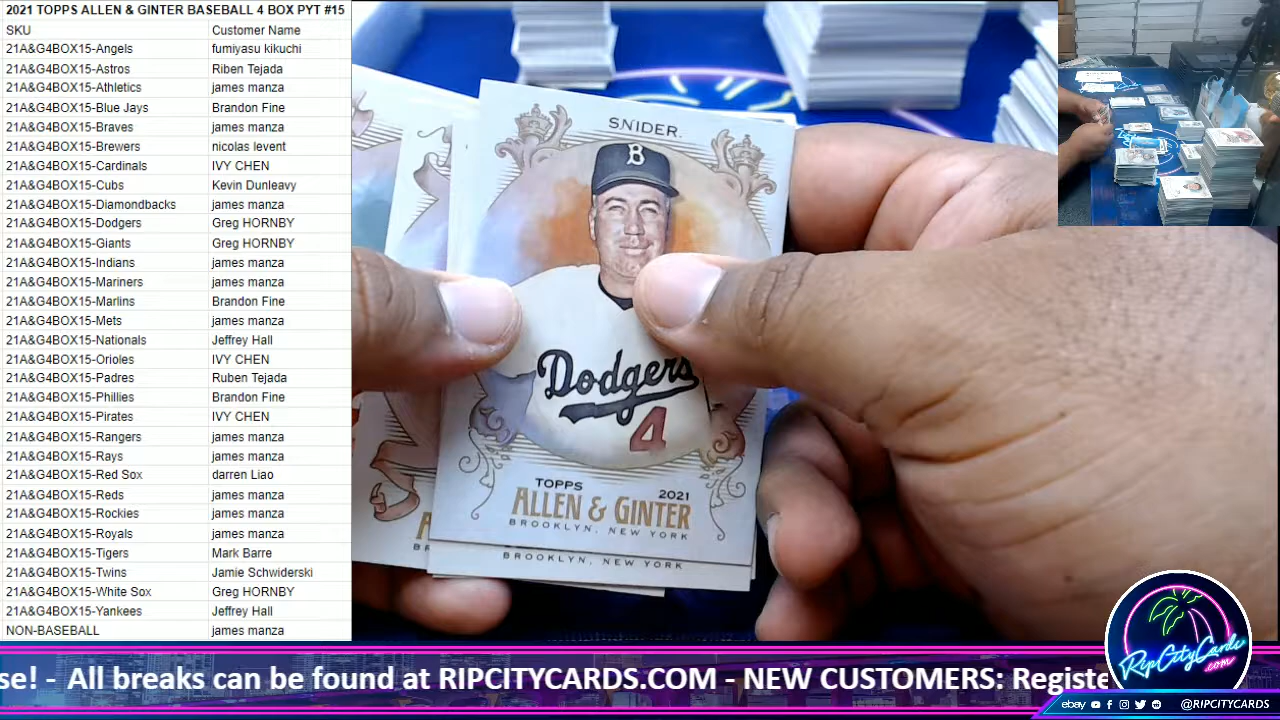 2021 TOPPS ALLEN & GINTER BASEBALL 4 BOX PYT #15
SKU Customer Name
21A&G4BOX15-Angels fumiyasu kikuchi
21A&G4BOX15-Astros Riben Tejada
21A&G4BOX15-Athletics james manza
21A&G4BOX15-Blue Jays Brandon Fine
21A&G4BOX15-Braves james manza
21A&G4BOX15-Brewers nicolas levent
21A&G4BOX15-Cardinals IVY CHEN
21A&G4BOX15-Cubs Kevin Dunleavy
21A&G4BOX15-Diamondbacks james manza
21A&G4BOX15-Dodgers Greg HORNBY
21A&G4BOX15-Giants Greg HORNBY
21A&G4BOX15-Indians james manza
21A&G4BOX15-Mariners james manza
21A&G4BOX15-Marlins Brandon Fine
21A&G4BOX15-Mets james manza
21A&G4BOX15-Nationals Jeffrey Hall
21A&G4BOX15-Orioles IVY CHEN
21A&G4BOX15-Padres Ruben Tejada
21A&G4BOX15-Phillies Brandon Fine
21A&G4BOX15-Pirates IVY CHEN
21A&G4BOX15-Rangers james manza
21A&G4BOX15-Rays james manza
21A&G4BOX15-Red Sox darren Liao
21A&G4BOX15-Reds james manza
21A&G4BOX15-Rockies james manza
21A&G4BOX15-Royals james manza
21A&G4BOX15-Tigers Mark Barre
21A&G4BOX15-Twins Jamie Schwiderski
21A&G4BOX15-White Sox Greg HORNBY
21A&G4BOX15-Yankees Jeffrey Hall
NON-BASEBALL james manza
SNIDER.
B
Dodgers
4
TOPPS 2021
ALLEN & GINTER
BROOKLYN, NEW YORK
BROOKLYN, NEW YORK
se! - All breaks can be found at RIPCITYCARDS.COM - NEW CUSTOMERS: Registe
RipCityCards
.com
ebay @RIPCITYCARDS